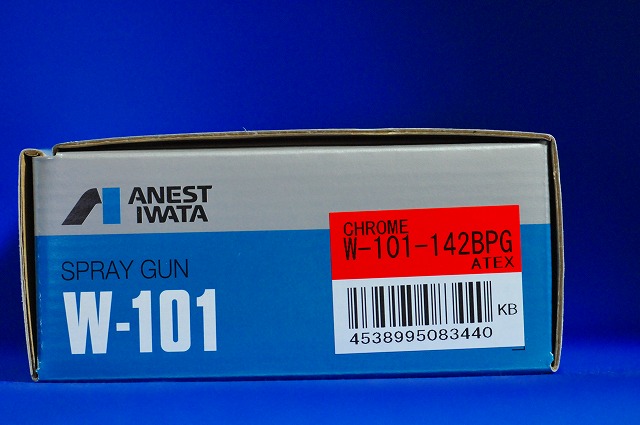 ANEST
IWATA
SPRAY GUN
W-101
CHROME
W-101-142BPG
ATEX
KB
4538995083440